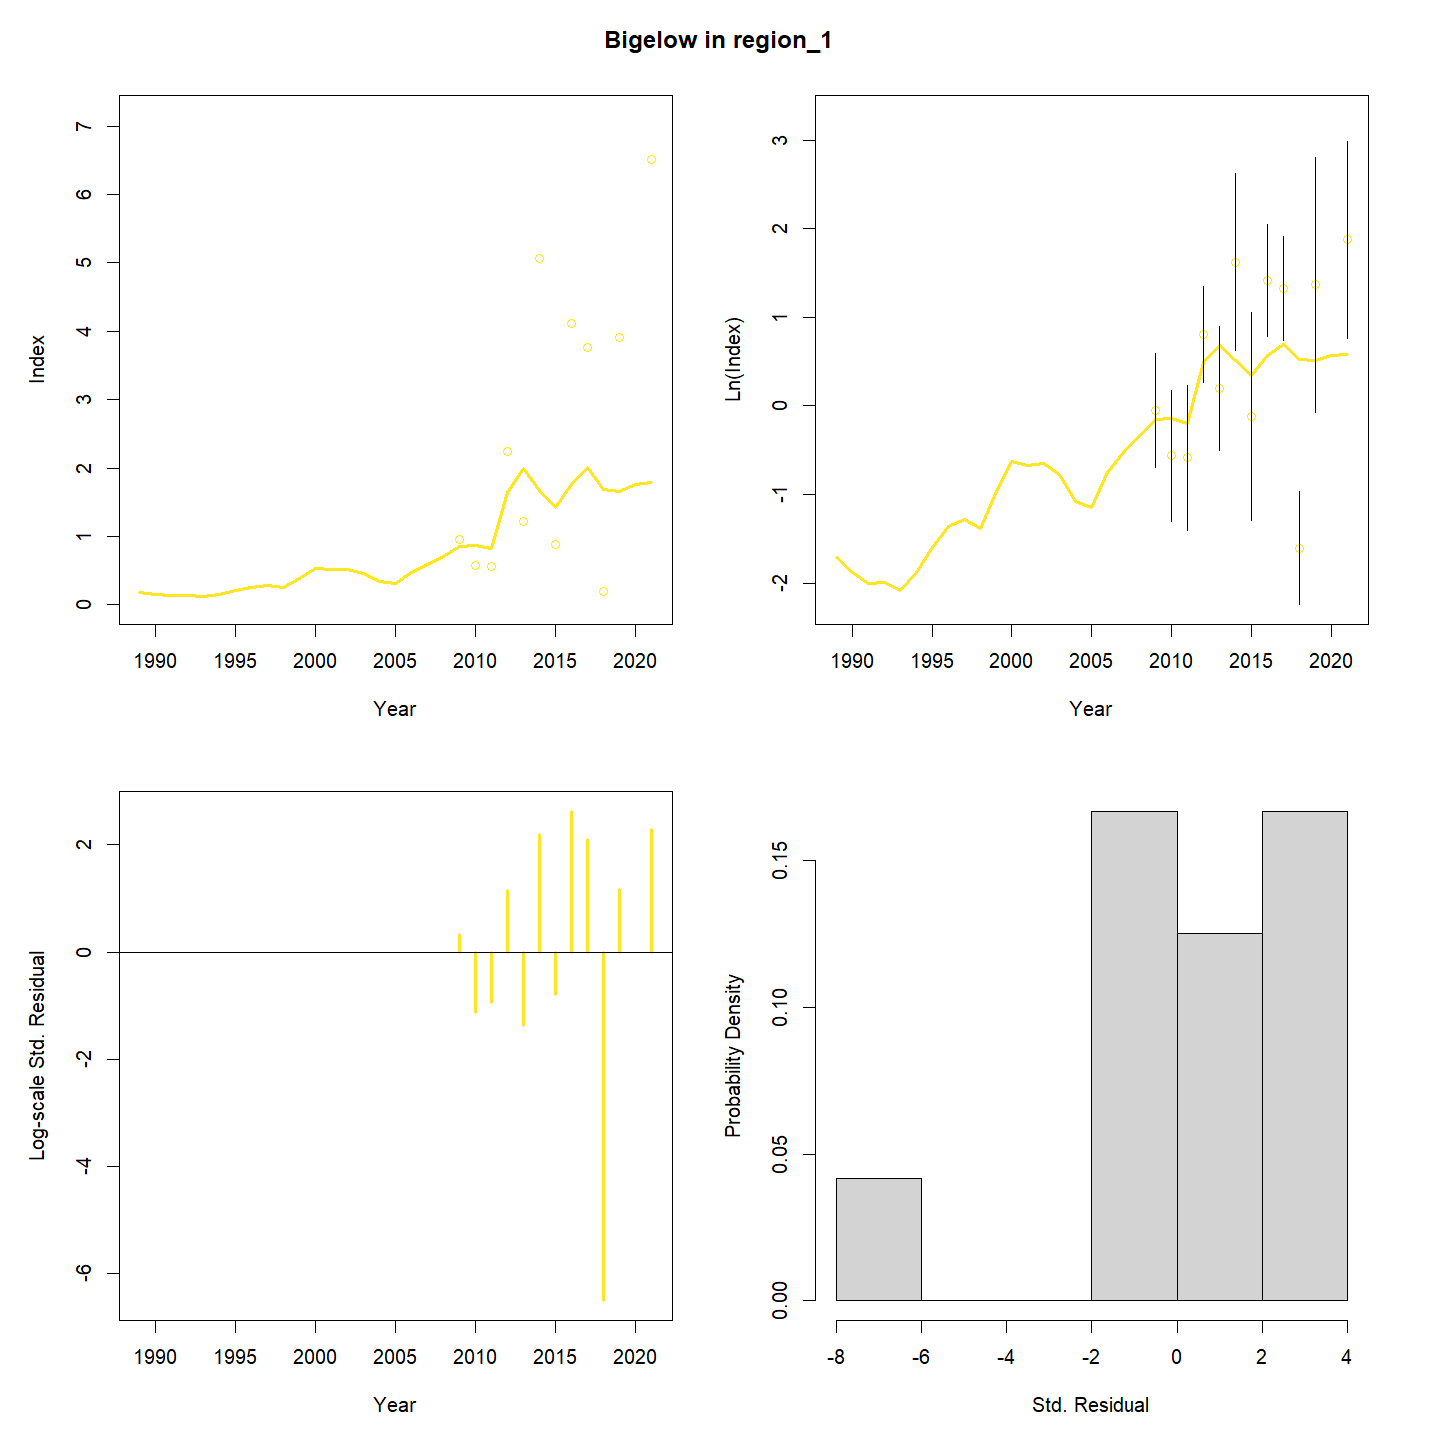 Bigelow in region_1
Index
7
6
5
4
3
2
1
0
1990 1995 2000 2005 2010 2015 2020
Year
Ln(Index)
3
2
1
0
-1
-2
1990 1995 2000 2005 2010 2015 2020
Year
Log-scale Std. Residual
2
0
-2
-4
-6
1990 1995 2000 2005 2010 2015 2020
Year
Probability Density
0.15
0.10
0.05
0.00
-8 -6 -4 -2 0 2 4
Std. Residual